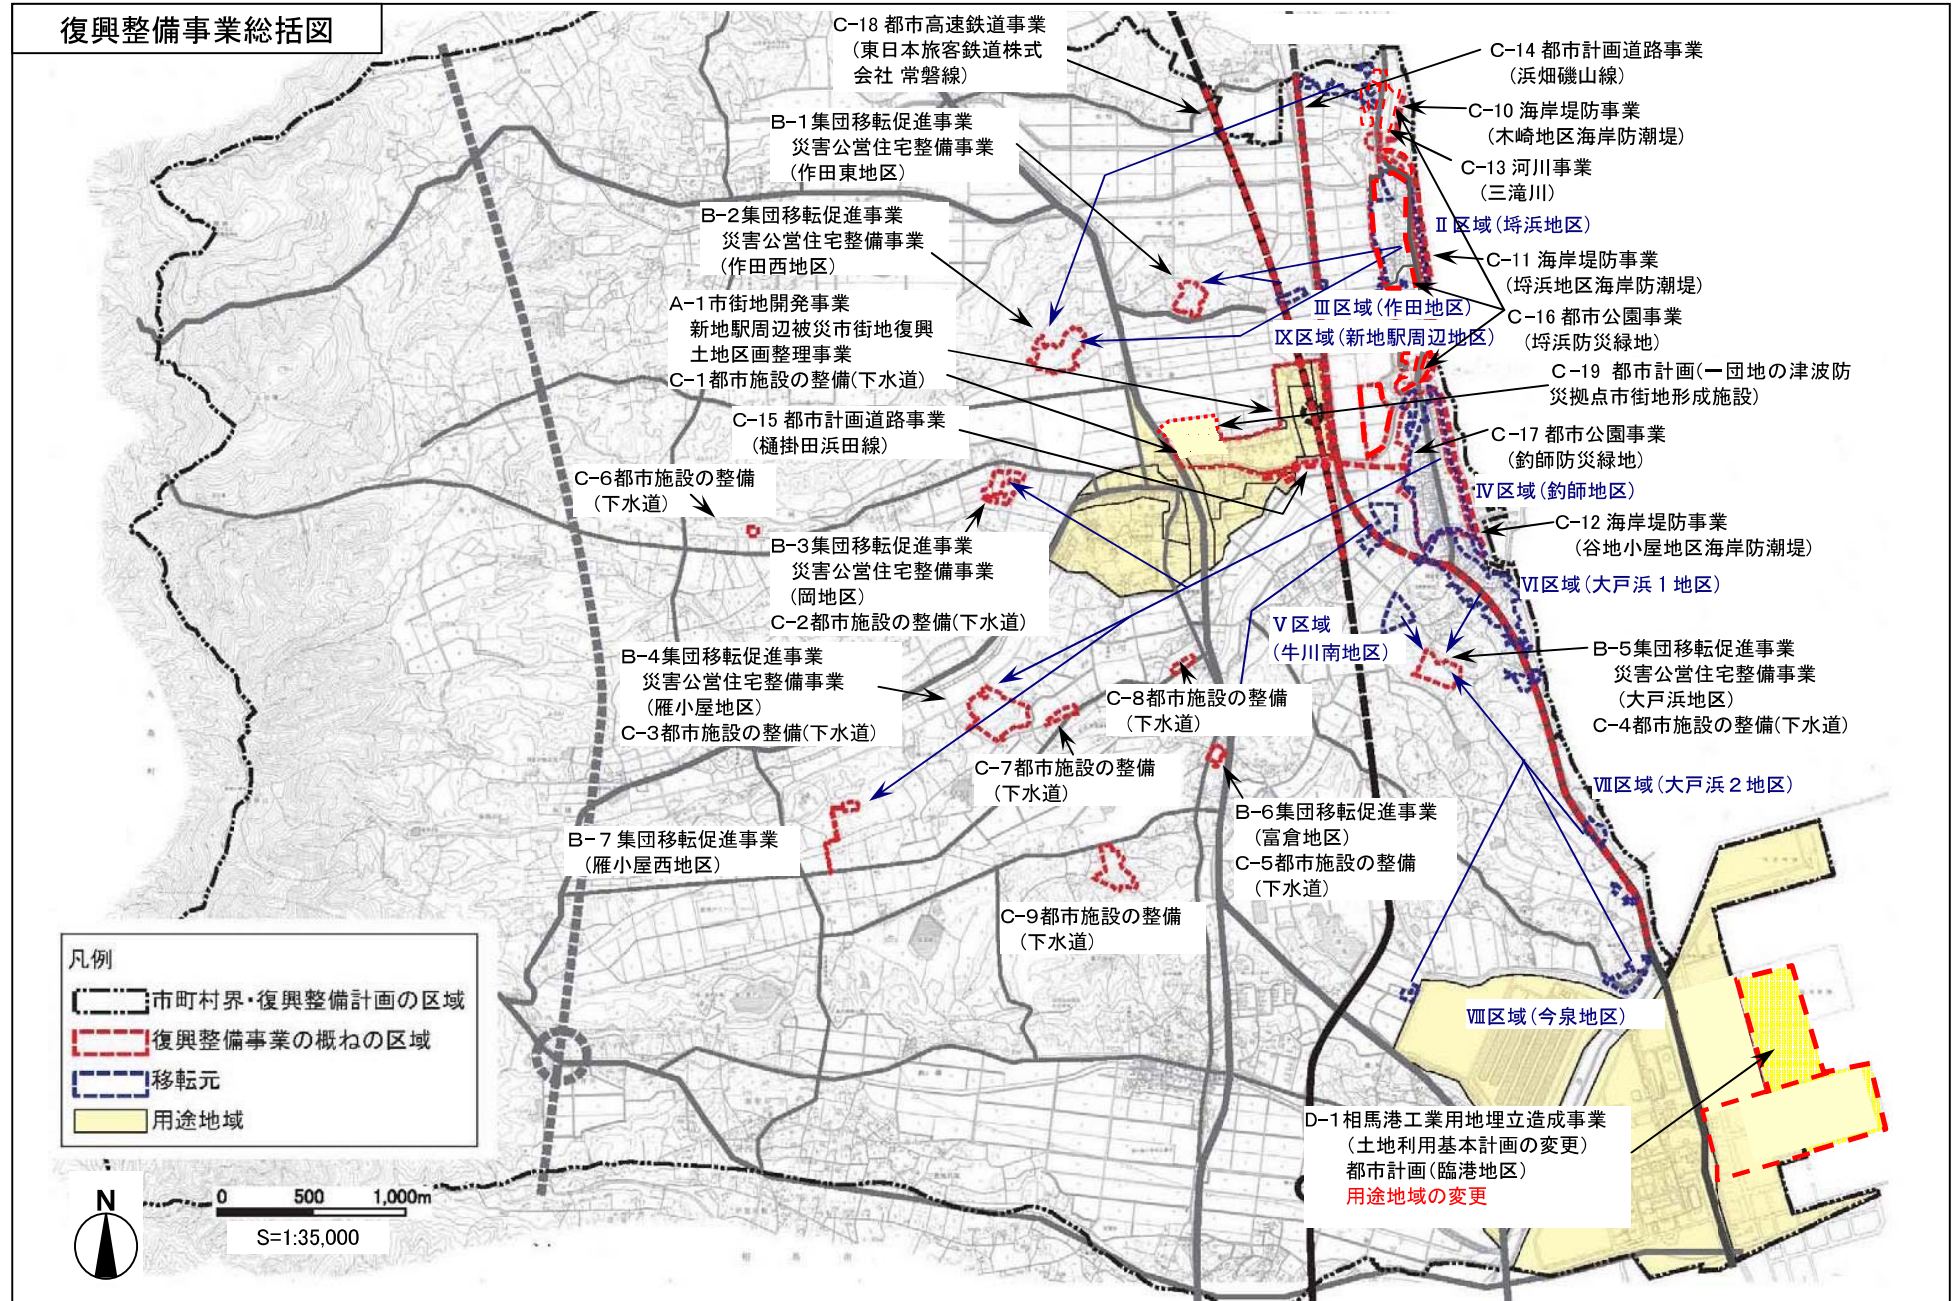 復興整備事業総括図
C-18 都市高速鉄道事業
(東日本旅客鉄道株式
会社 常磐線)
C-14 都市計画道路事業
(浜畑磯山線)
C-10 海岸堤防事業
(木崎地区海岸防潮堤)
C-13 河川事業
(三滝川)
B-1集団移転促進事業
災害公営住宅整備事業
(作田東地区)
B-2集団移転促進事業
災害公営住宅整備事業
(作田西地区)
Ⅱ区域(埓浜地区)
C-11 海岸堤防事業
(埓浜地区海岸防潮堤)
A-1市街地開発事業
新地駅周辺被災市街地復興
土地区画整理事業
C-1都市施設の整備(下水道)
Ⅲ区域(作田地区)
Ⅸ区域(新地駅周辺地区)
C-16 都市公園事業
(埓浜防災緑地)
C-19 都市計画(一団地の津波防
災拠点市街地形成施設)
C-15 都市計画道路事業
(樋掛田浜田線)
C-17 都市公園事業
(釣師防災緑地)
C-6都市施設の整備
(下水道)
Ⅳ区域(釣師地区)
C-12 海岸堤防事業
(谷地小屋地区海岸防潮堤)
B-3集団移転促進事業
災害公営住宅整備事業
(岡地区)
C-2都市施設の整備(下水道)
Ⅵ区域(大戸浜1地区)
Ⅴ区域
(牛川南地区)
B-4集団移転促進事業
災害公営住宅整備事業
(雁小屋地区)
C-3都市施設の整備(下水道)
B-5集団移転促進事業
災害公営住宅整備事業
(大戸浜地区)
C-4都市施設の整備(下水道)
C-8都市施設の整備
(下水道)
C-7都市施設の整備
(下水道)
Ⅶ区域(大戸浜2地区)
B-6集団移転促進事業
(富倉地区)
C-5都市施設の整備
(下水道)
B-7集団移転促進事業
(雁小屋西地区)
C-9都市施設の整備
(下水道)
Ⅷ区域(今泉地区)
凡例
市町村界・復興整備計画の区域
復興整備事業の概ねの区域
移転元
用途地域
D-1相馬港工業用地埋立造成事業
(土地利用基本計画の変更)
都市計画(臨港地区)
用途地域の変更
N
0 500 1,000m
S=1:35,000